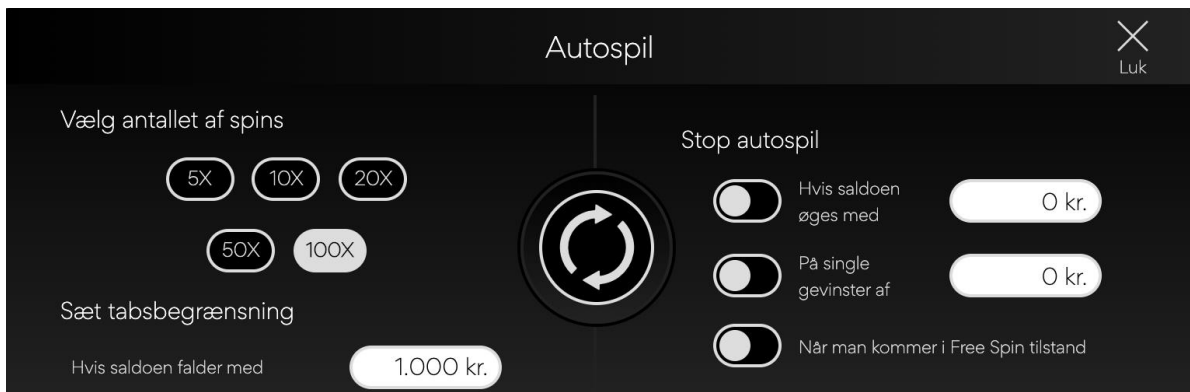 Autospil
Luk
Vælg antallet af spins
5X 10X 20X
50X 100X
Sæt tabsbegrænsning
Hvis saldoen falder med 1.000 kr.
Stop autospil
Hvis saldoen
øges med
0 kr.
På single
gevinster af
0 kr.
Når man kommer i Free Spin tilstand